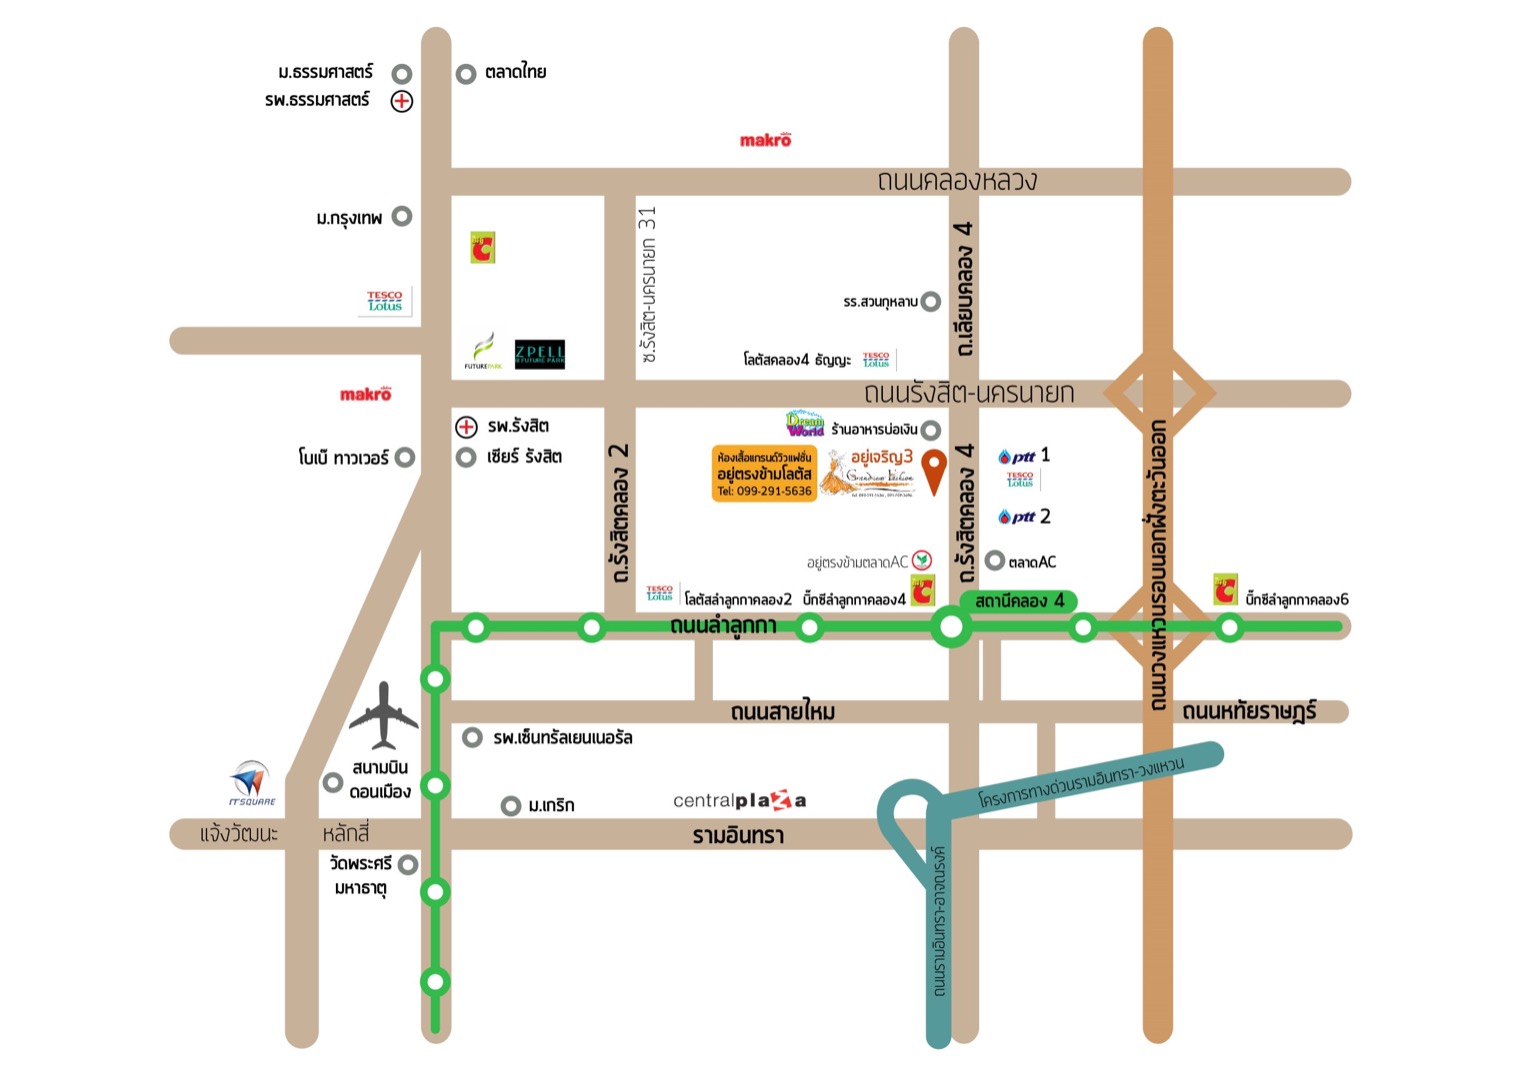 ม.ธรรมศาสตร์
ตลาดไทย
รพ.ธรรมศาสตร์
makro
ถนนคลองหลวง
ม.กรุงเทพ
ซ.รังสิต-นครนายก 31
ถ.เลียบคลอง 4
Big C
TESCO
Lotus
รร.สวนกุหลาบ
FUTUREPARK
ZPELL
@ FUTURE PARK
โลตัสคลอง4 ธัญญะ
TESCO
Lotus
makro
ถนนรังสิต-นครนายก
รพ.รังสิต
Dream
World
ร้านอาหารบ่อเงิน
โบเบ๊ ทาวเวอร์
เซียร์ รังสิต
ห้องเสื้อแกรนด์วิวแฟชั่น
อยู่ตรงข้ามโลตัส
Tel: 099-291-5636
อยู่เจริญ3
Grandview Fashion
ptt 1
TESCO
Lotus
ptt 2
ถ.รังสิตคลอง 2
ถ.รังสิตคลอง 4
อยู่ตรงข้ามตลาดAC
ตลาดAC
TESCO
Lotus
โลตัสลำลูกกาคลอง2
บิ๊กซีลำลูกกาคลอง4
Big C
สถานีคลอง 4
Big C
บิ๊กซีลำลูกกาคลอง6
ถนนลำลูกกา
ถนนวงแหวนรอบนอกฝั่งตะวันออก
ถนนสายไหม
ถนนหทัยราษฎร์
รพ.เซ็นทรัลเยนเนอรัล
สนามบิน
ดอนเมือง
IT SQUARE
ม.เกริก
centralplaza
โครงการทางด่วนรามอินทรา-วงแหวน
แจ้งวัฒนะ
หลักสี่
รามอินทรา
วัดพระศรี
มหาธาตุ
ถนนรามอินทรา-อาจณรงค์